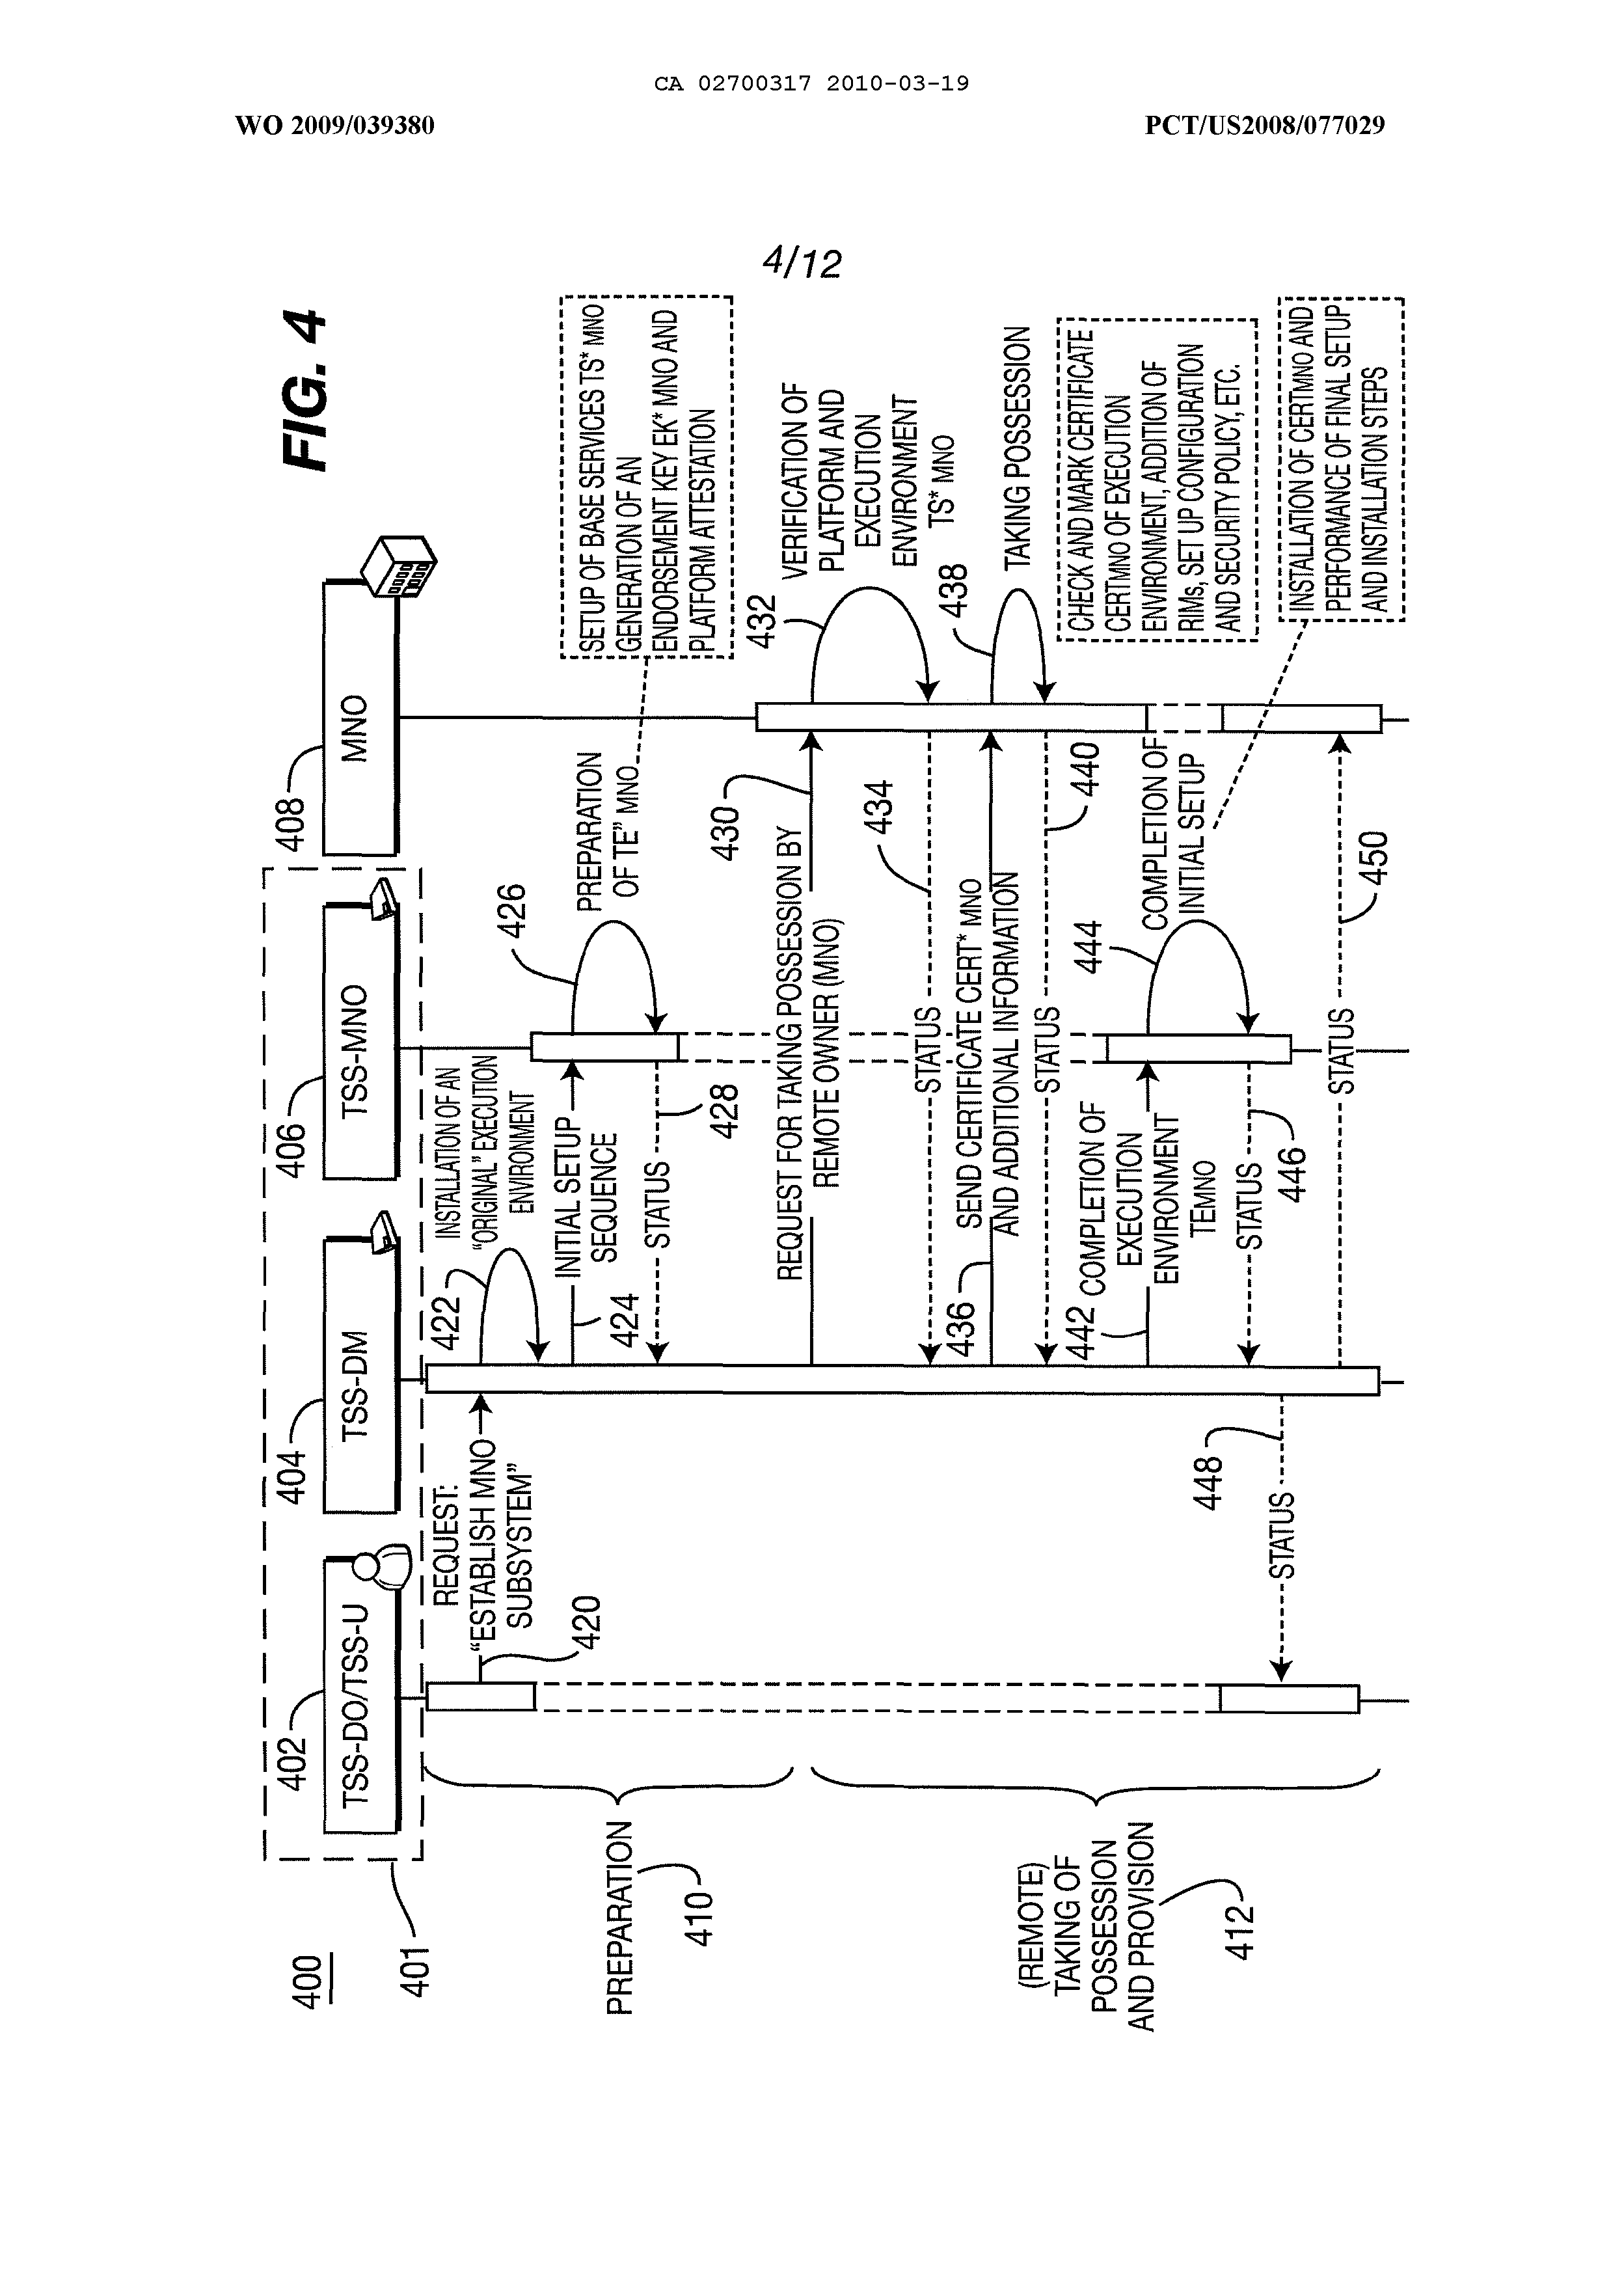 CA 02700317 2010-03-19
WO 2009/039380
PCT/US2008/077029
4/12
FIG. 4
400
401
402
TSS-DO/TSS-U
404
TSS-DM
406
TSS-MNO
408
MNO
PREPARATION
410
(REMOTE)
TAKING OF
POSSESSION
AND PROVISION
412
REQUEST:
“ESTABLISH MNO
SUBSYSTEM”
420
422
INSTALLATION OF AN
“ORIGINAL” EXECUTION
ENVIRONMENT
INITIAL SETUP
SEQUENCE
424
426
PREPARATION
OF TE” MNO
SETUP OF BASE SERVICES TS* MNO
GENERATION OF AN
ENDORSEMENT KEY EK* MNO AND
PLATFORM ATTESTATION
STATUS
428
REQUEST FOR TAKING POSSESSION BY
REMOTE OWNER (MNO)
430
432
VERIFICATION OF
PLATFORM AND
EXECUTION
ENVIRONMENT
TS* MNO
434
STATUS
436
SEND CERTIFICATE CERT* MNO
AND ADDITIONAL INFORMATION
438
TAKING POSSESSION
STATUS
440
CHECK AND MARK CERTIFICATE
CERTMNO OF EXECUTION
ENVIRONMENT, ADDITION OF
RIMs, SET UP CONFIGURATION
AND SECURITY POLICY, ETC.
442
COMPLETION OF
EXECUTION
ENVIRONMENT
TEMNO
444
COMPLETION OF
INITIAL SETUP
INSTALLATION OF CERTMNO AND
PERFORMANCE OF FINAL SETUP
AND INSTALLATION STEPS
STATUS
446
448
STATUS
STATUS
450